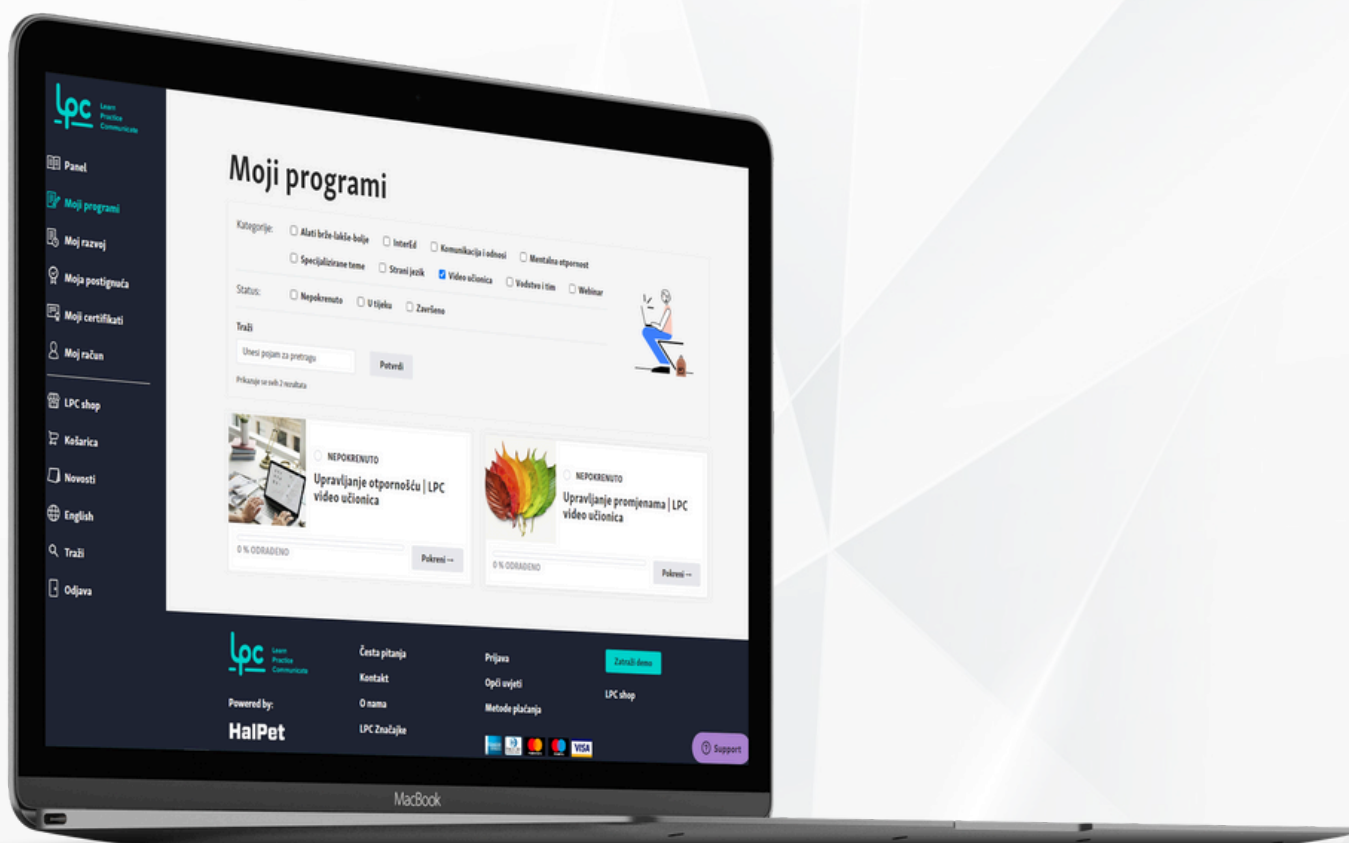 lpc
Learn
Practice
Communicate
Panel
Moji programi
Moj razvoj
Moja postignuća
Moji certifikati
Moj račun
LPC shop
Košarica
Novosti
English
Traži
Odjava
Moji programi
Kategorije: Alati brže-lakše-bolje InterEd Komunikacija i odnosi Mentalna otpornost
Specijalizirane teme Strani jezik Video učionica Vodstvo i tim Webinar
Status: Nepokrenuto U tijeku Završeno
Traži
Unesi pojam za pretragu Potvrdi
Prikazuje se svih 2 rezultata
NEPOKRENUTO
Upravljanje otpornošću | LPC
video učionica
0 % ODRAĐENO Pokreni →
NEPOKRENUTO
Upravljanje promjenama | LPC
video učionica
0 % ODRAĐENO Pokreni →
lpc
Learn
Practice
Communicate
Powered by:
HalPet
Česta pitanja
Kontakt
O nama
LPC Značajke
Prijava
Opći uvjeti
Metode plaćanja
VISA
Zatraži demo
LPC shop
Support
MacBook